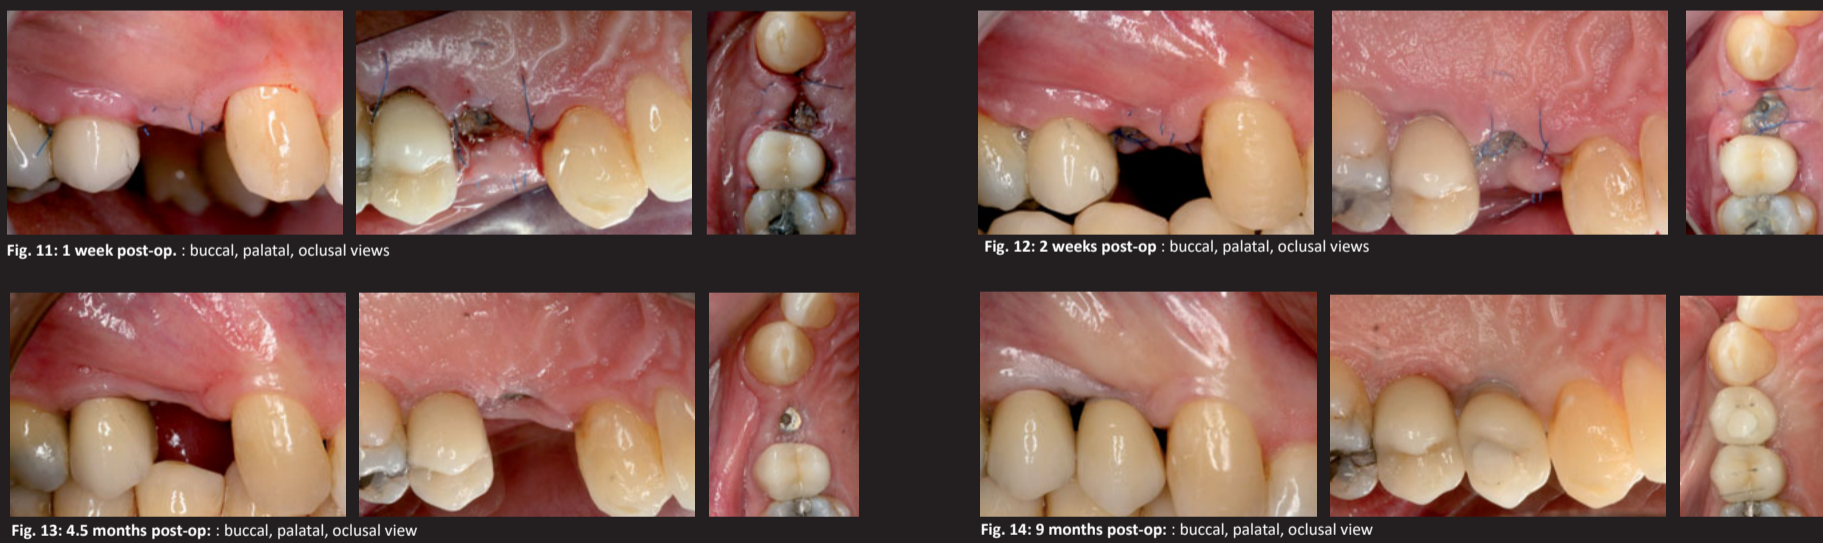 Fig. 11: 1 week post-op. : buccal, palatal, oclusal views
Fig. 12: 2 weeks post-op : buccal, palatal, oclusal views
Fig. 13: 4.5 months post-op: : buccal, palatal, oclusal view
Fig. 14: 9 months post-op: : buccal, palatal, oclusal view